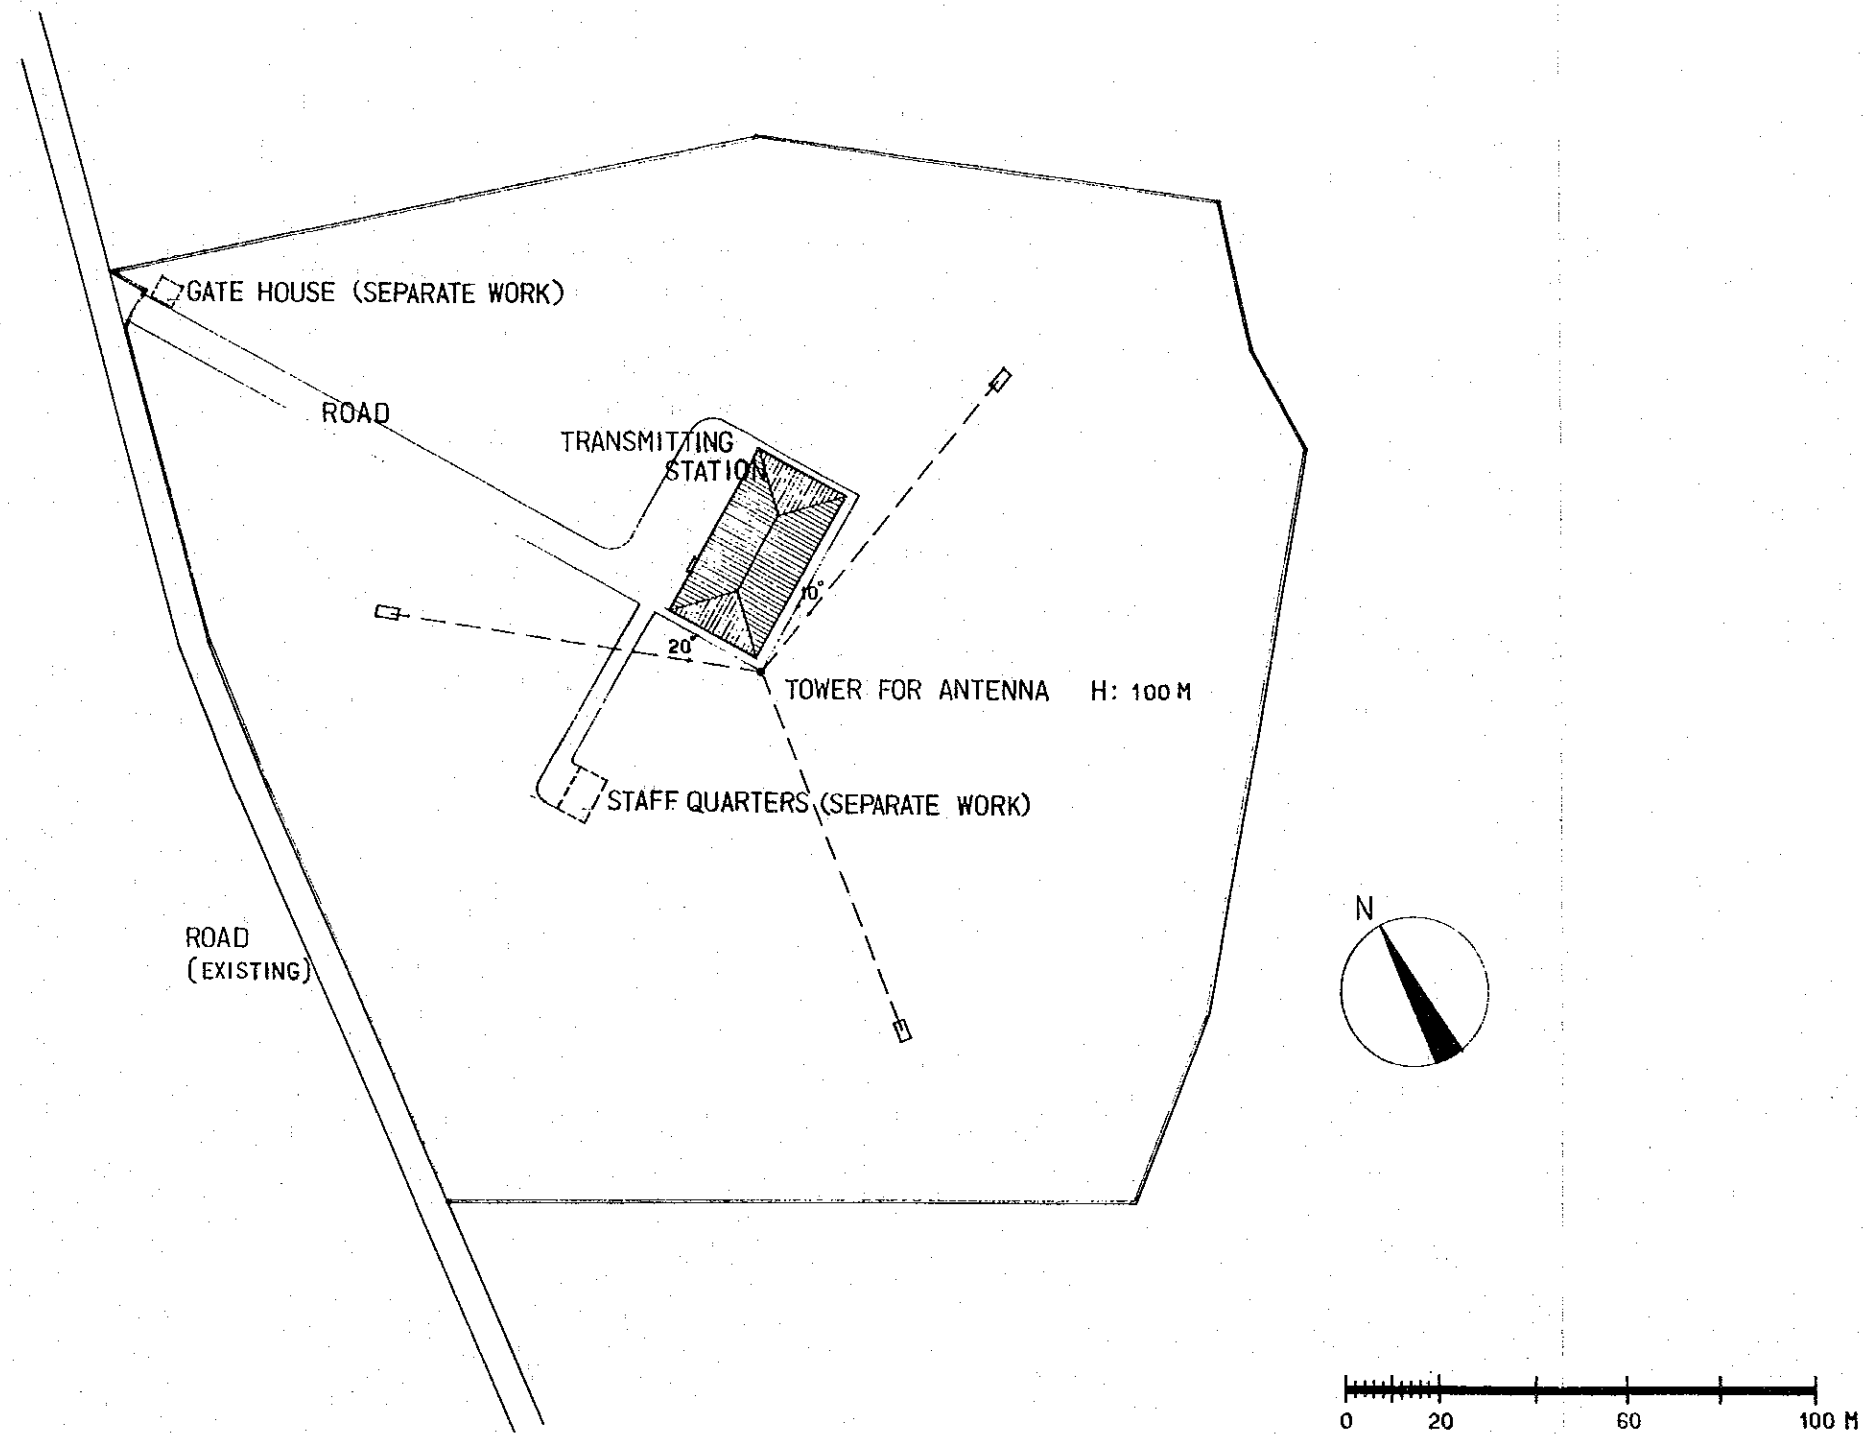 GATE HOUSE (SEPARATE WORK)
ROAD
TRANSMITTING
STATION
10°
20°
TOWER FOR ANTENNA H: 100 M
STAFF QUARTERS (SEPARATE WORK)
N
ROAD
(EXISTING)
0 20 60 100 M